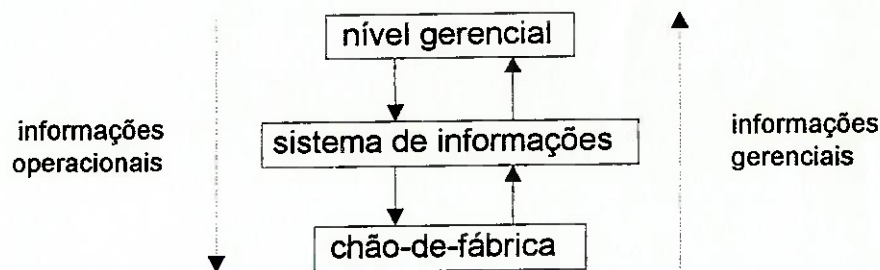 nível gerencial
informações
operacionais
sistema de informações
informações
gerenciais
chão-de-fábrica